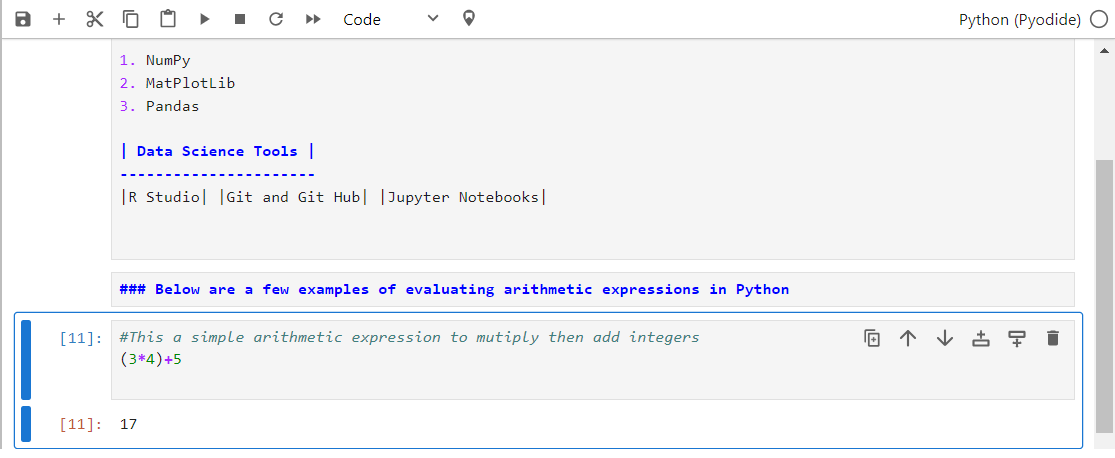 Code Python (Pyodide)
1. NumPy
2. MatPlotLib
3. Pandas
| Data Science Tools |
----------------------
|R Studio| |Git and Git Hub| |Jupyter Notebooks|
### Below are a few examples of evaluating arithmetic expressions in Python
[11]: #This a simple arithmetic expression to mutiply then add integers
(3*4)+5
[11]: 17